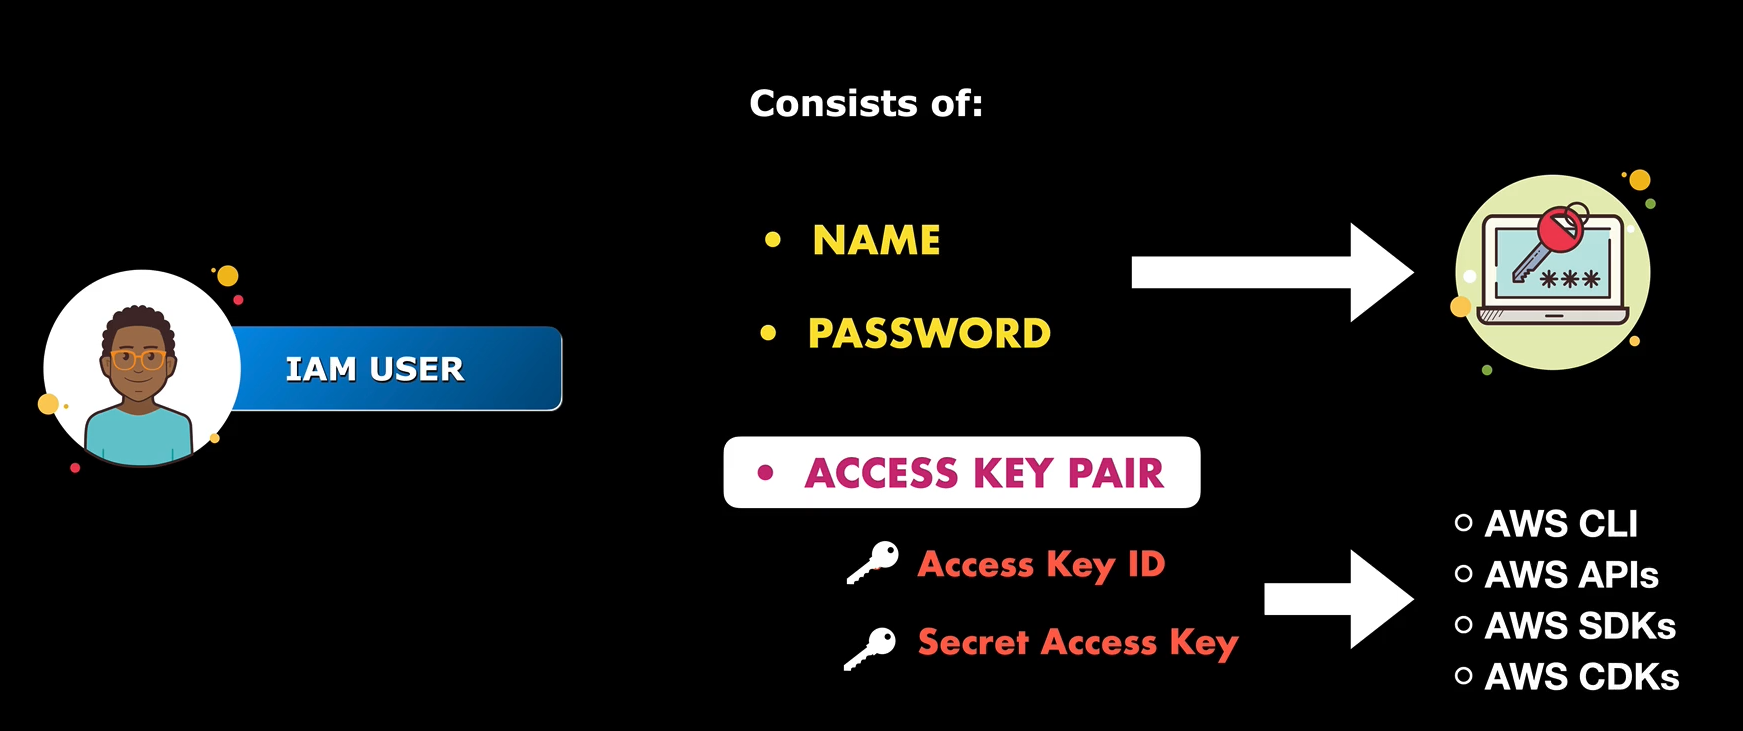 Consists of:
• NAME
• PASSWORD
***
IAM USER
• ACCESS KEY PAIR
Access Key ID
Secret Access Key
○ AWS CLI
○ AWS APIs
○ AWS SDKs
○ AWS CDKs